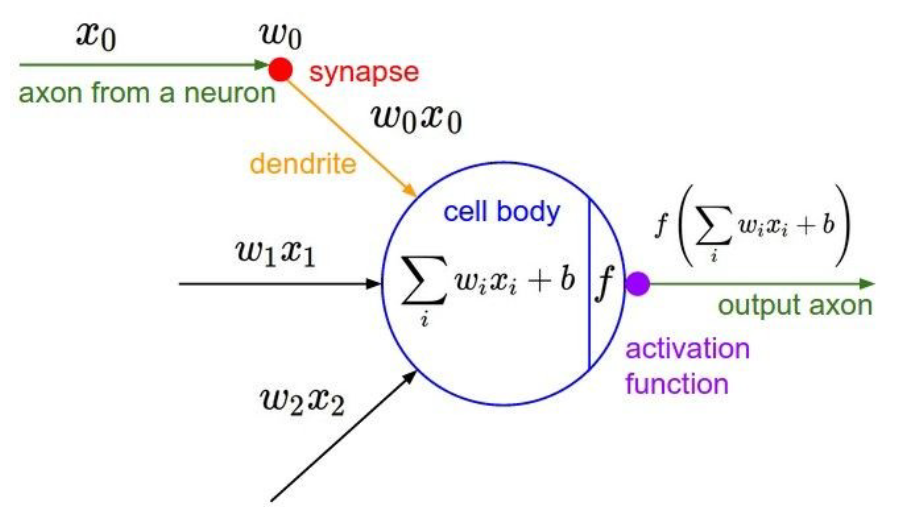 x₀
w₀
axon from a neuron
synapse
w₀x₀
dendrite
cell body
f(∑ᵢ wᵢxᵢ + b)
w₁x₁
∑ᵢ wᵢxᵢ + b
f
output axon
activation
function
w₂x₂